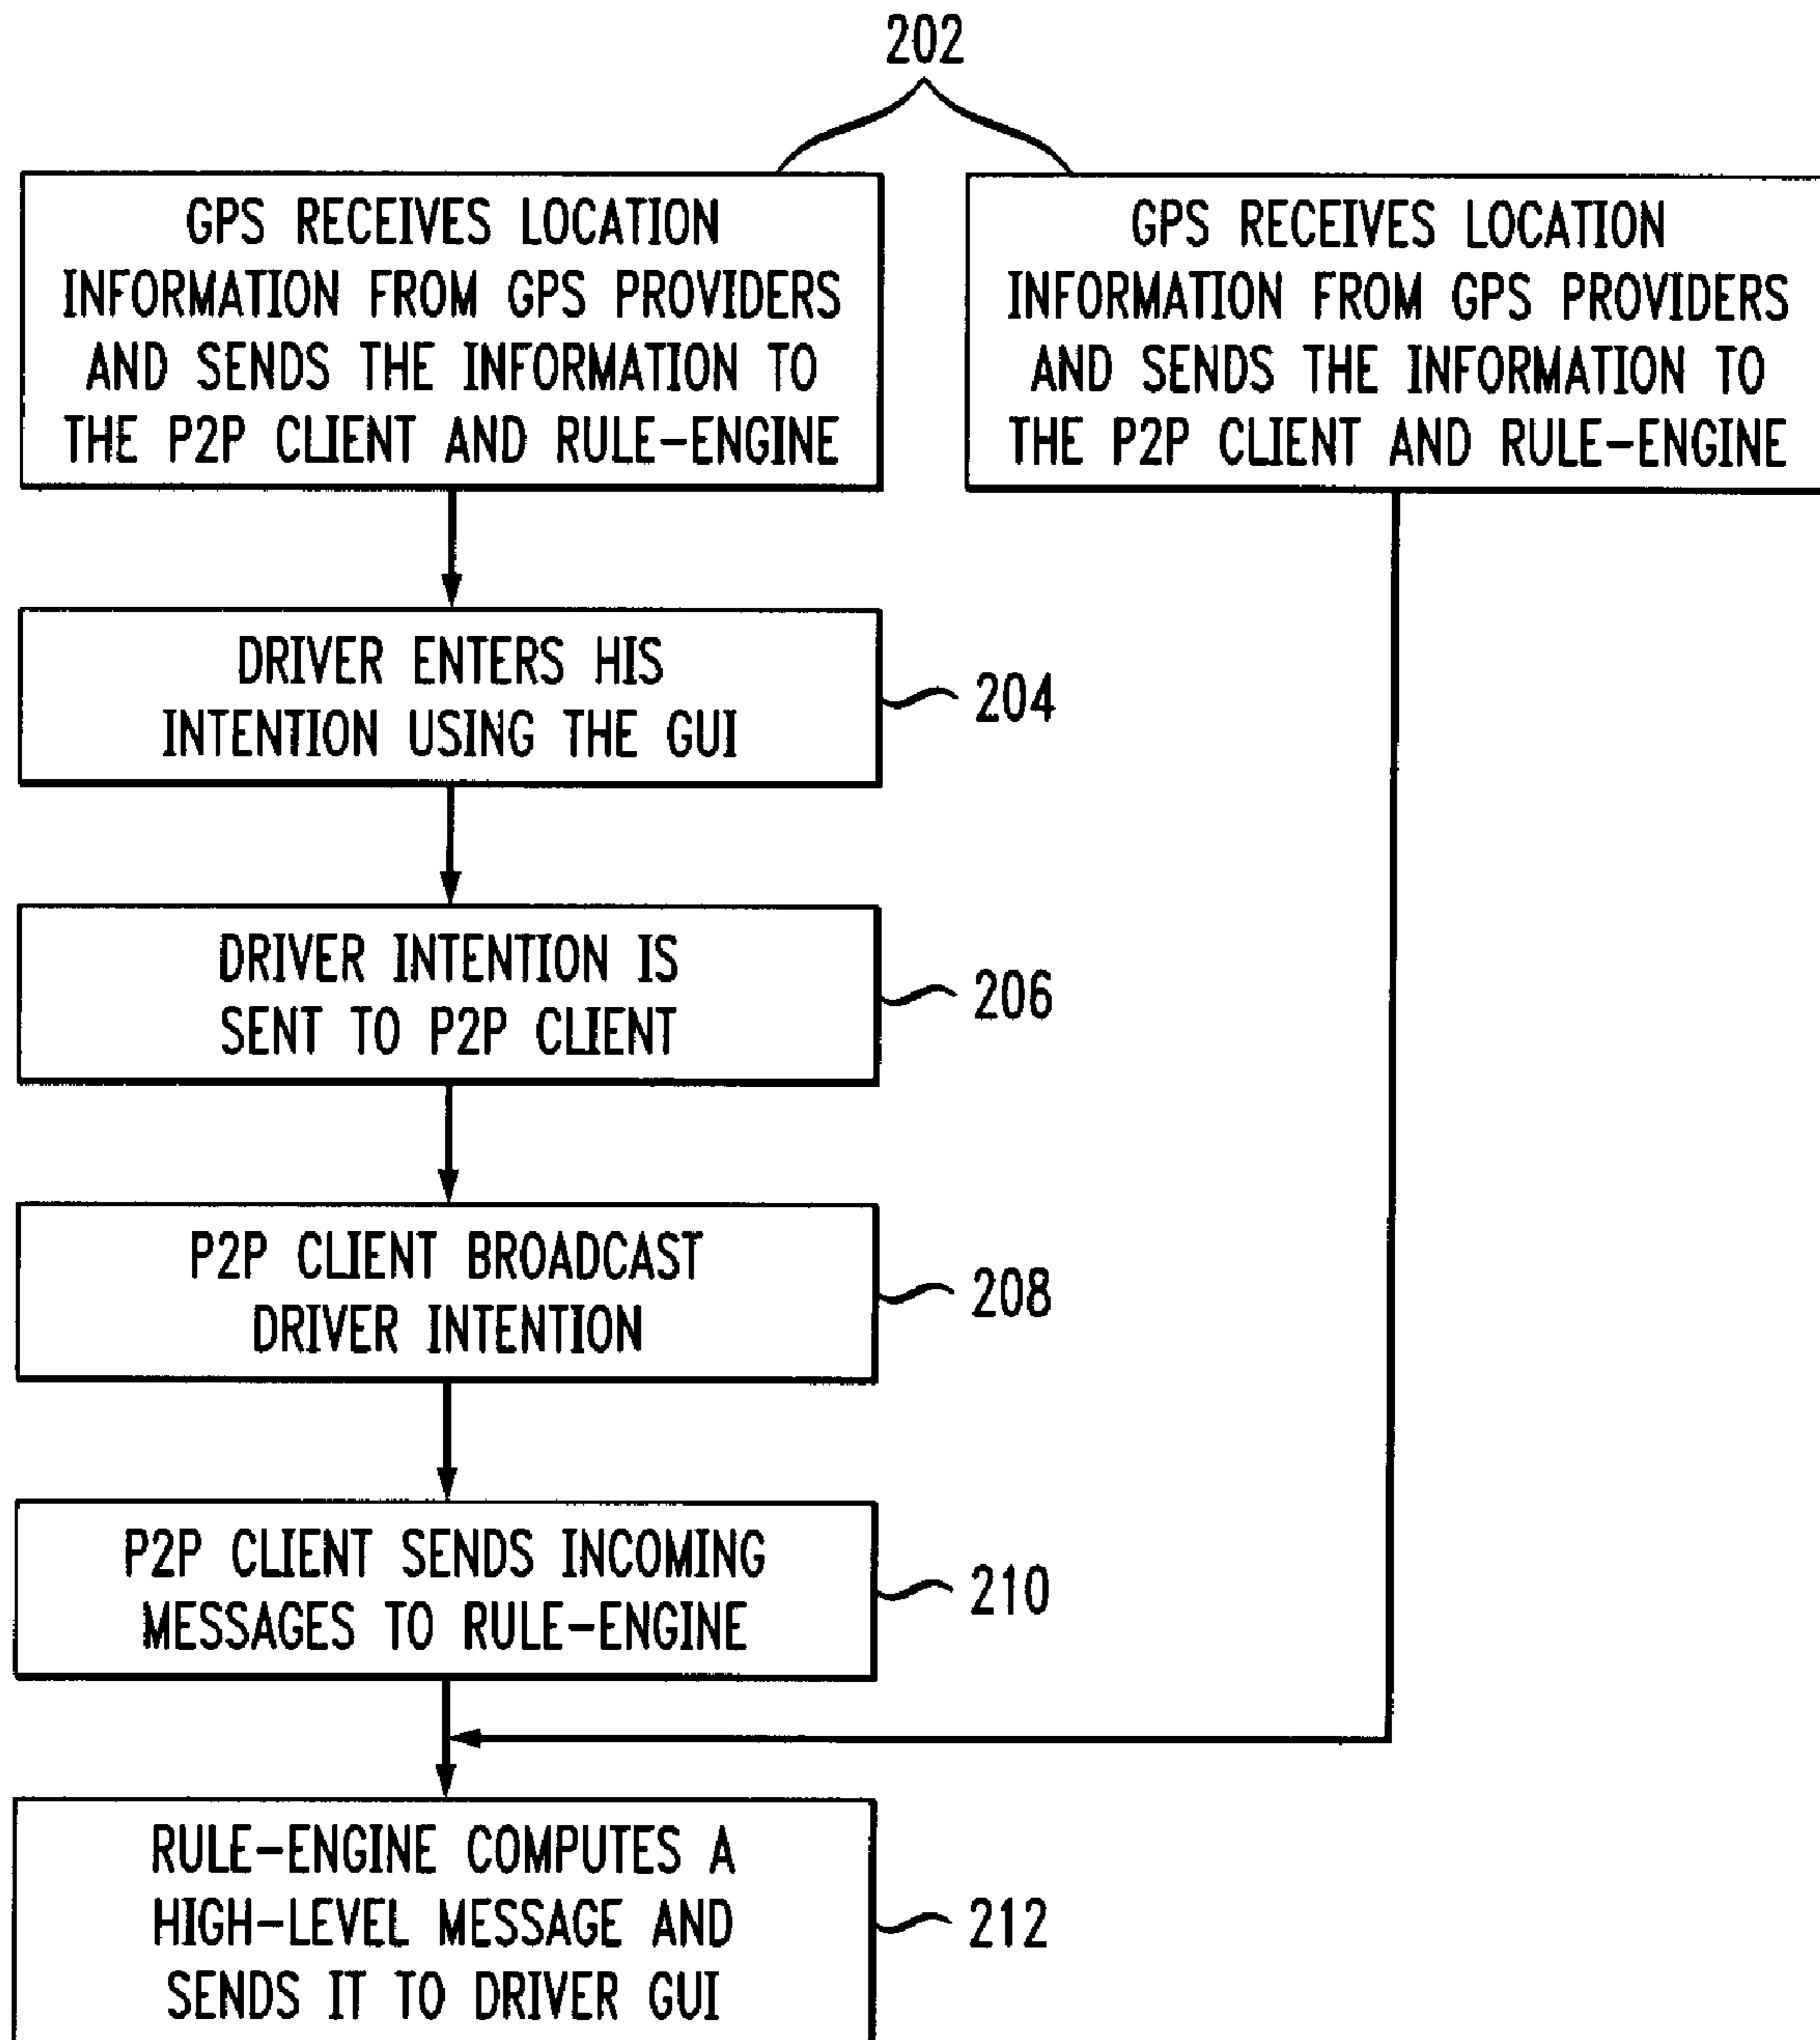 202
GPS RECEIVES LOCATION
INFORMATION FROM GPS PROVIDERS
AND SENDS THE INFORMATION TO
THE P2P CLIENT AND RULE-ENGINE
GPS RECEIVES LOCATION
INFORMATION FROM GPS PROVIDERS
AND SENDS THE INFORMATION TO
THE P2P CLIENT AND RULE-ENGINE
DRIVER ENTERS HIS
INTENTION USING THE GUI
204
DRIVER INTENTION IS
SENT TO P2P CLIENT
206
P2P CLIENT BROADCAST
DRIVER INTENTION
208
P2P CLIENT SENDS INCOMING
MESSAGES TO RULE-ENGINE
210
RULE-ENGINE COMPUTES A
HIGH-LEVEL MESSAGE AND
SENDS IT TO DRIVER GUI
212